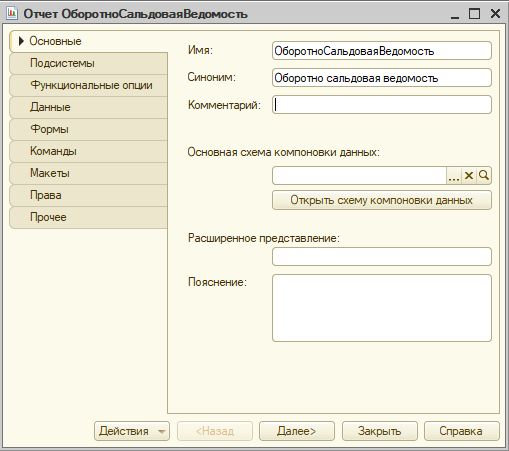 Отчет ОборотноСальдоваяВедомость
Основные
Подсистемы
Функциональные опции
Данные
Формы
Команды
Макеты
Права
Прочее
Имя: ОборотноСальдоваяВедомость
Синоним: Оборотно сальдовая ведомость
Комментарий:
Основная схема компоновки данных:
...
Открыть схему компоновки данных
Расширенное представление:
Пояснение:
Действия <Назад Далее> Закрыть Справка